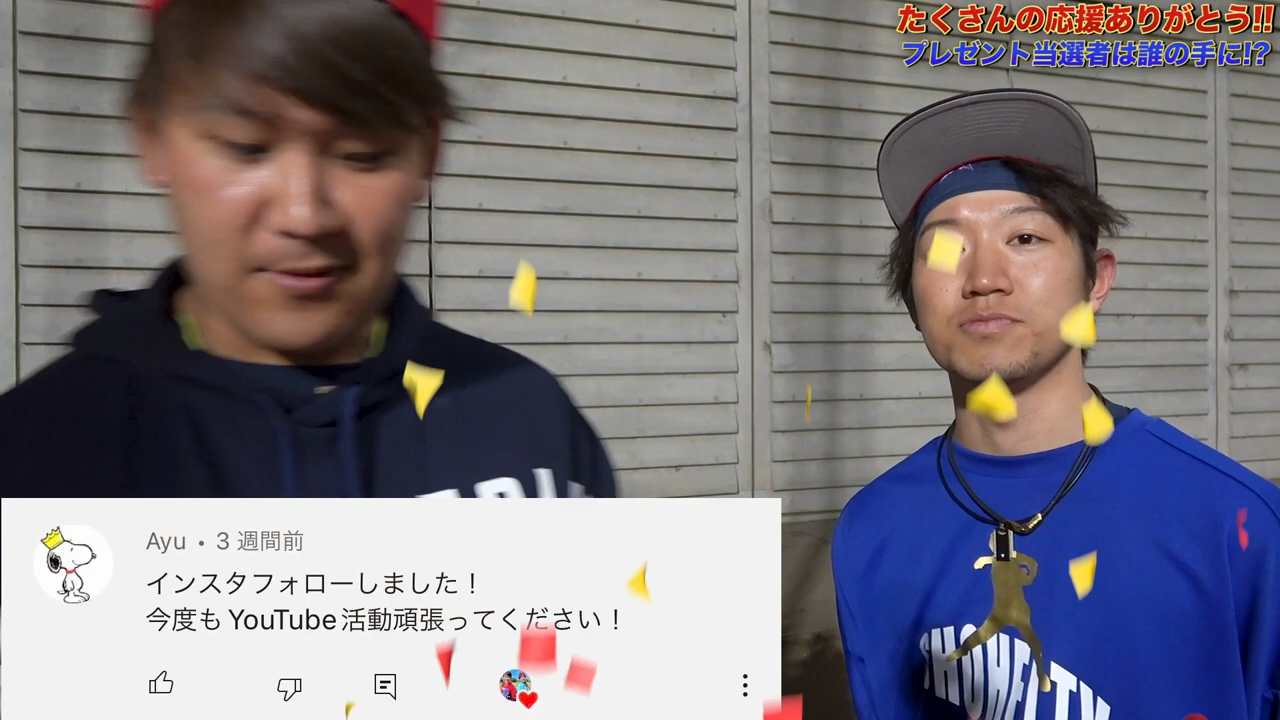 たくさんの応援ありがとう!!
プレゼント当選者は誰の手に!?
Ayu • 3 週間前
インスタフォローしました！
今度も YouTube 活動頑張ってください！